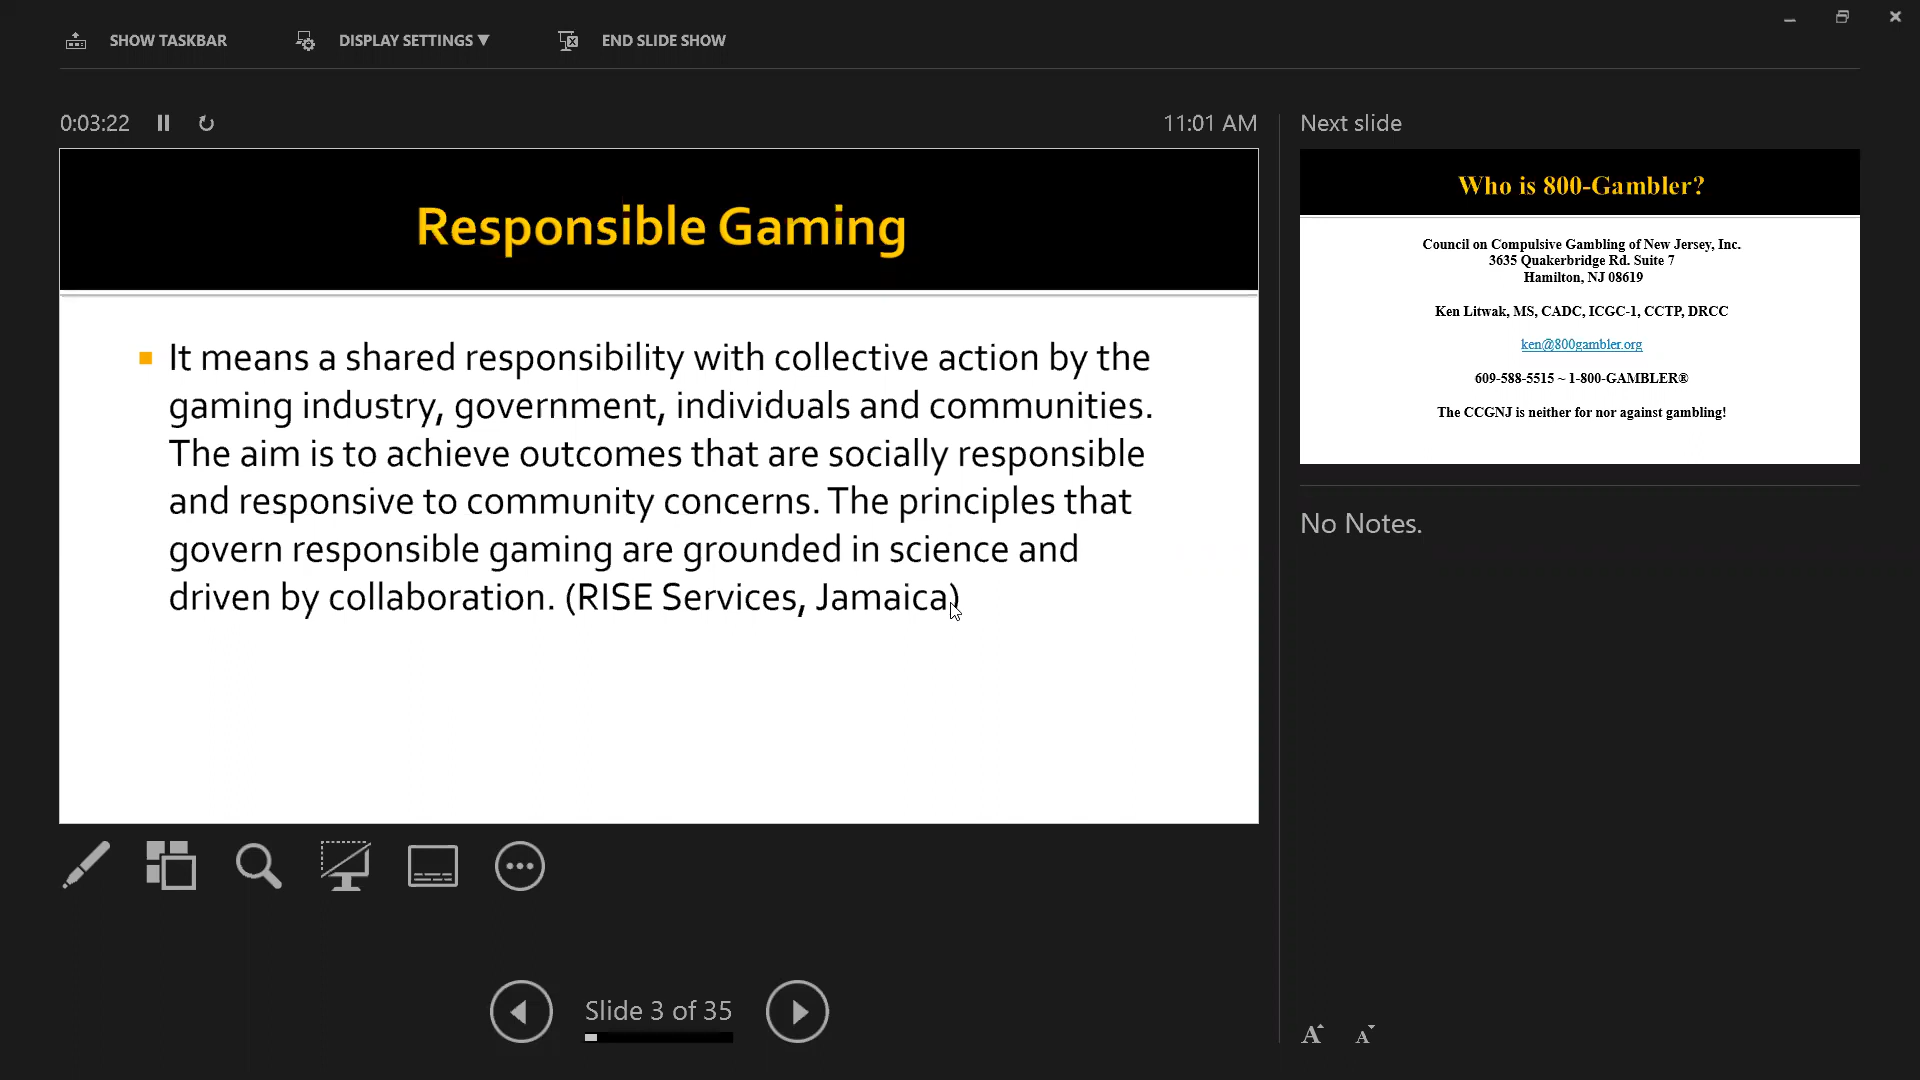 SHOW TASKBAR
DISPLAY SETTINGS ▼
END SLIDE SHOW
0:03:22
11:01 AM
Responsible Gaming
It means a shared responsibility with collective action by the
gaming industry, government, individuals and communities.
The aim is to achieve outcomes that are socially responsible
and responsive to community concerns. The principles that
govern responsible gaming are grounded in science and
driven by collaboration. (RISE Services, Jamaica)
Slide 3 of 35
Next slide
Who is 800-Gambler?
Council on Compulsive Gambling of New Jersey, Inc.
3635 Quakerbridge Rd. Suite 7
Hamilton, NJ 08619
Ken Litwak, MS, CADC, ICGC-1, CCTP, DRCC
ken@800gambler.org
609-588-5515 ~ 1-800-GAMBLER®
The CCGNJ is neither for nor against gambling!
No Notes.
A A